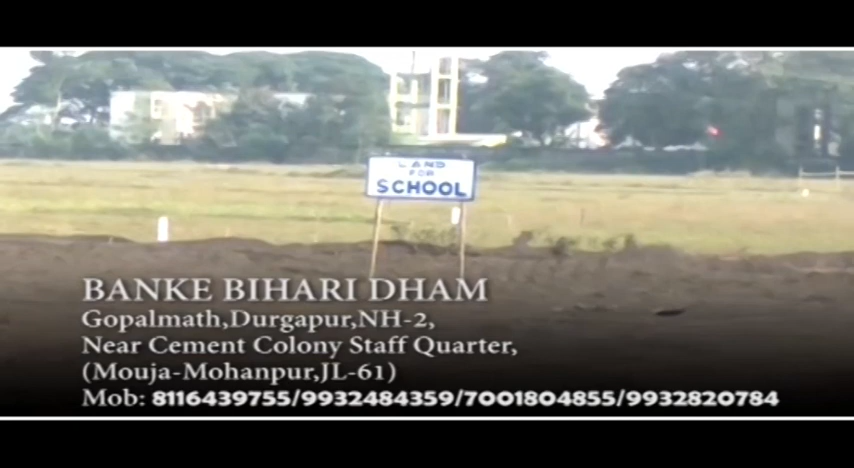 LAND
FOR
SCHOOL
BANKE BIHARI DHAM
Gopalmath,Durgapur,NH-2,
Near Cement Colony Staff Quarter,
(Mouja-Mohanpur,JL-61)
Mob: 8116439755/9932484359/7001804855/9932820784